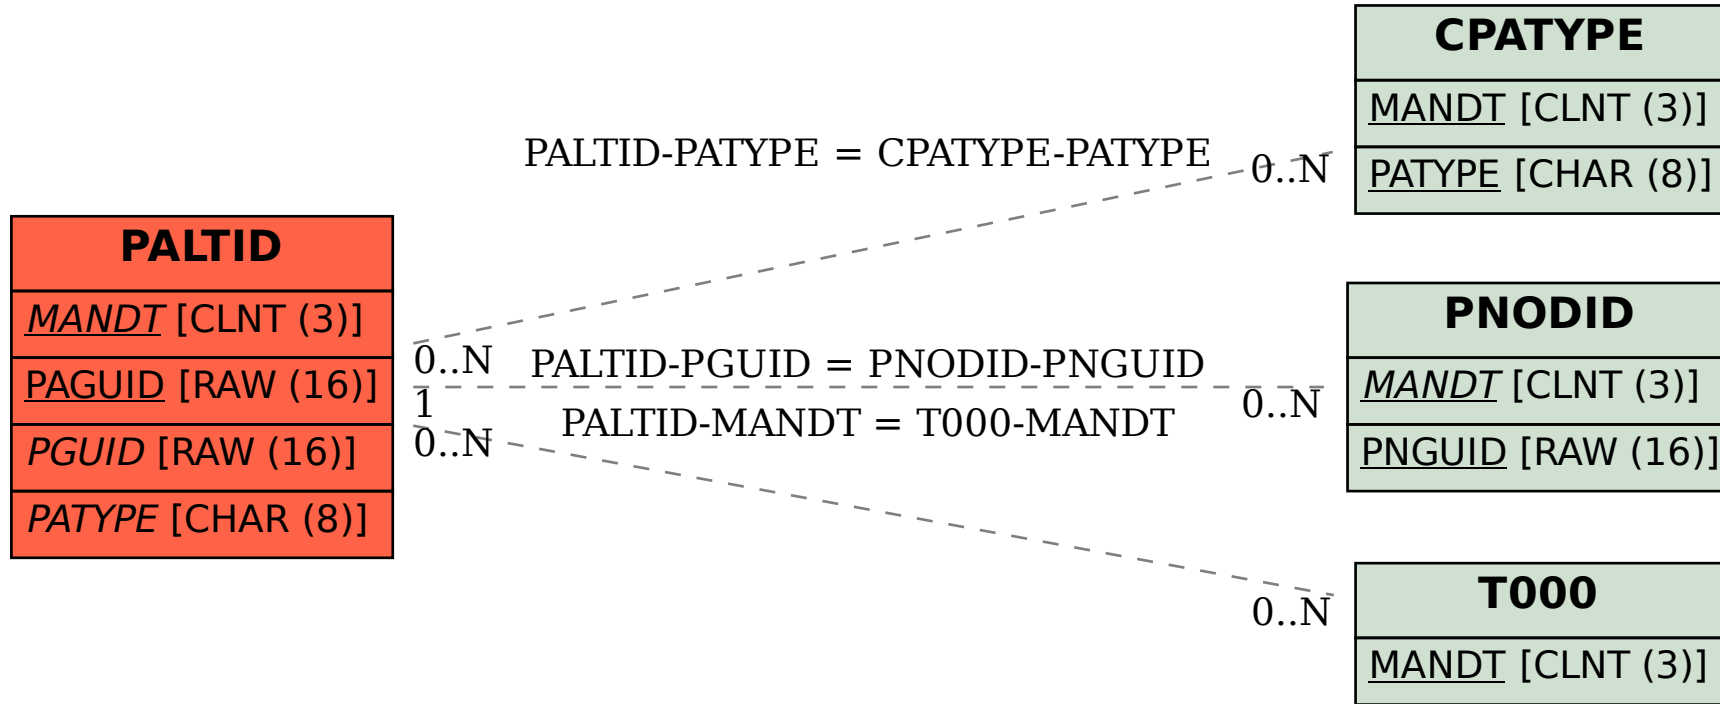 CPATYPE
MANDT [CLNT (3)]
PATYPE [CHAR (8)]
PALTID-PATYPE = CPATYPE-PATYPE
0..N
PALTID
MANDT [CLNT (3)]
PAGUID [RAW (16)]
PGUID [RAW (16)]
PATYPE [CHAR (8)]
0..N
PALTID-PGUID = PNODID-PNGUID
1
0..N
PALTID-MANDT = T000-MANDT
0..N
PNODID
MANDT [CLNT (3)]
PNGUID [RAW (16)]
0..N
T000
MANDT [CLNT (3)]